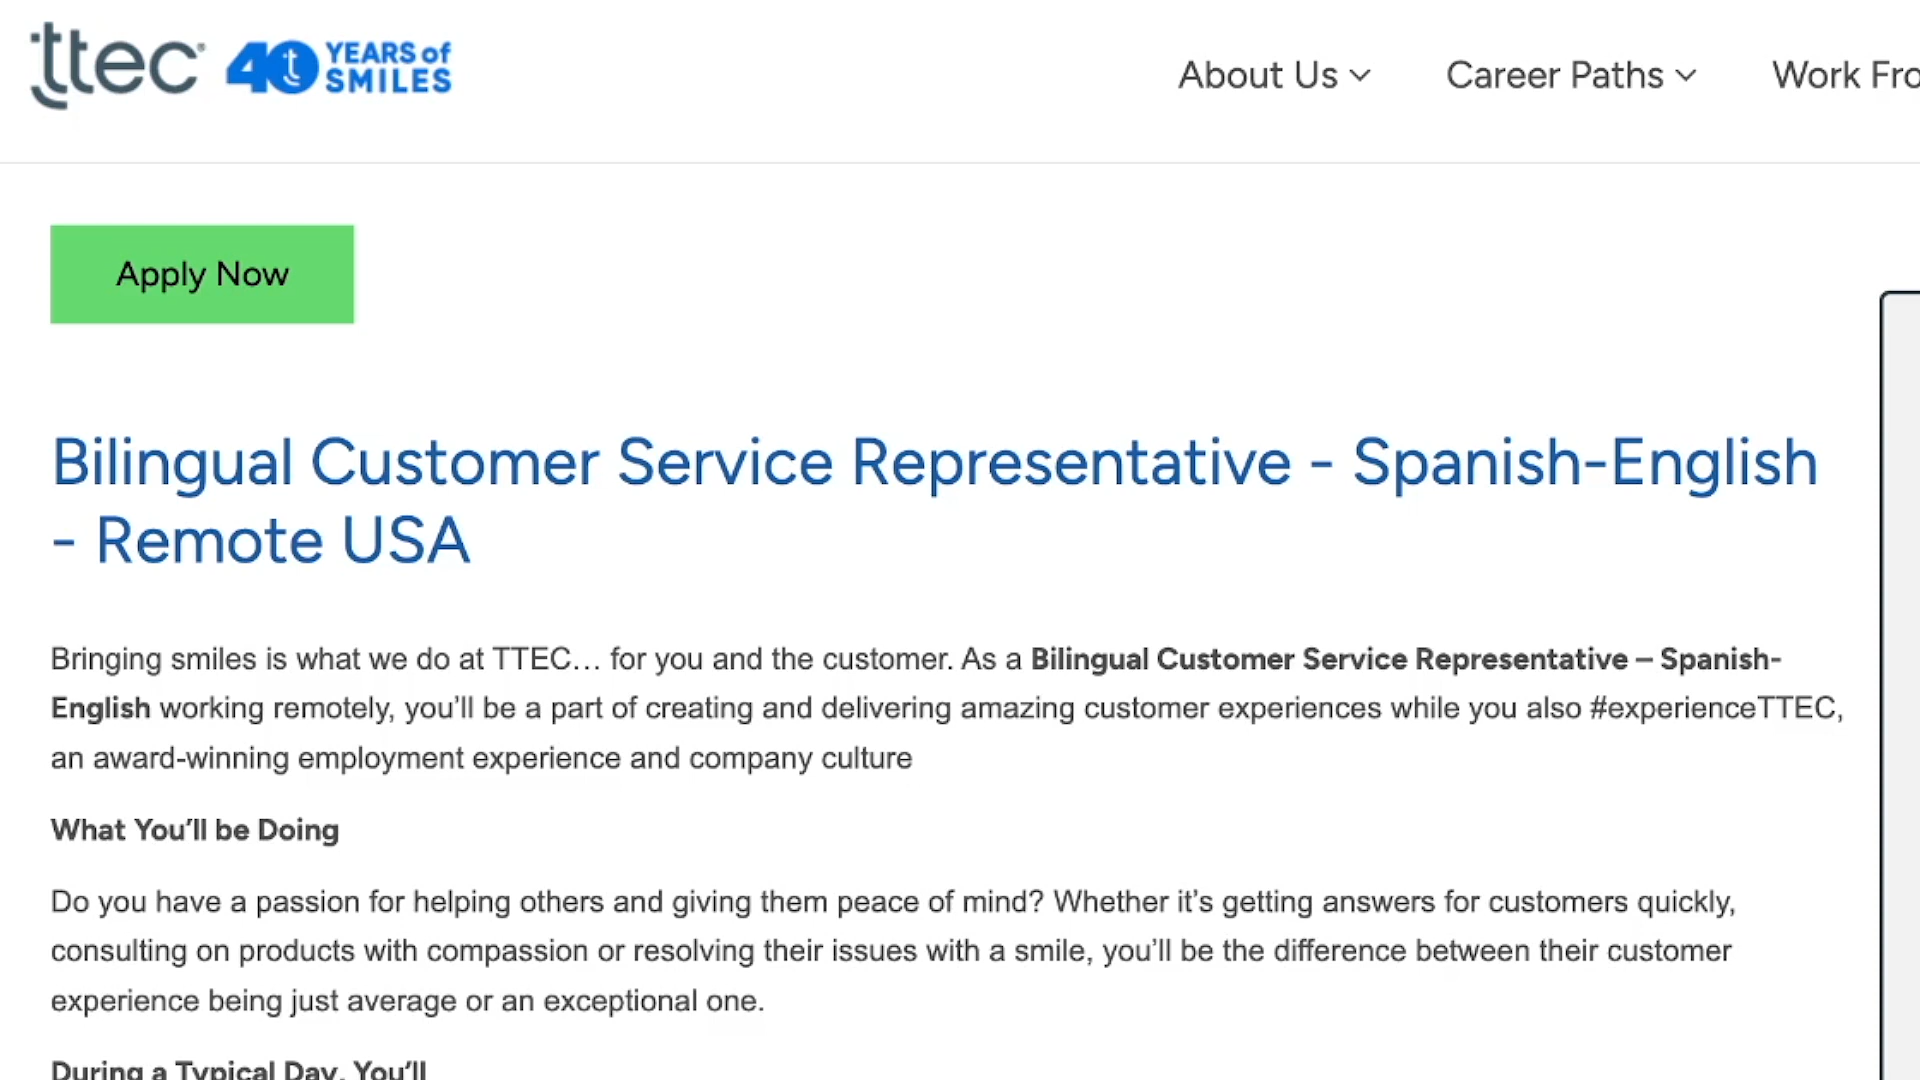 ttec 40 YEARS of SMILES
About Us Career Paths Work Fro
Apply Now
Bilingual Customer Service Representative - Spanish-English
- Remote USA
Bringing smiles is what we do at TTEC… for you and the customer. As a Bilingual Customer Service Representative – Spanish-
English working remotely, you’ll be a part of creating and delivering amazing customer experiences while you also #experienceTTEC,
an award-winning employment experience and company culture
What You’ll be Doing
Do you have a passion for helping others and giving them peace of mind? Whether it’s getting answers for customers quickly,
consulting on products with compassion or resolving their issues with a smile, you’ll be the difference between their customer
experience being just average or an exceptional one.
During a Typical Day, You’ll